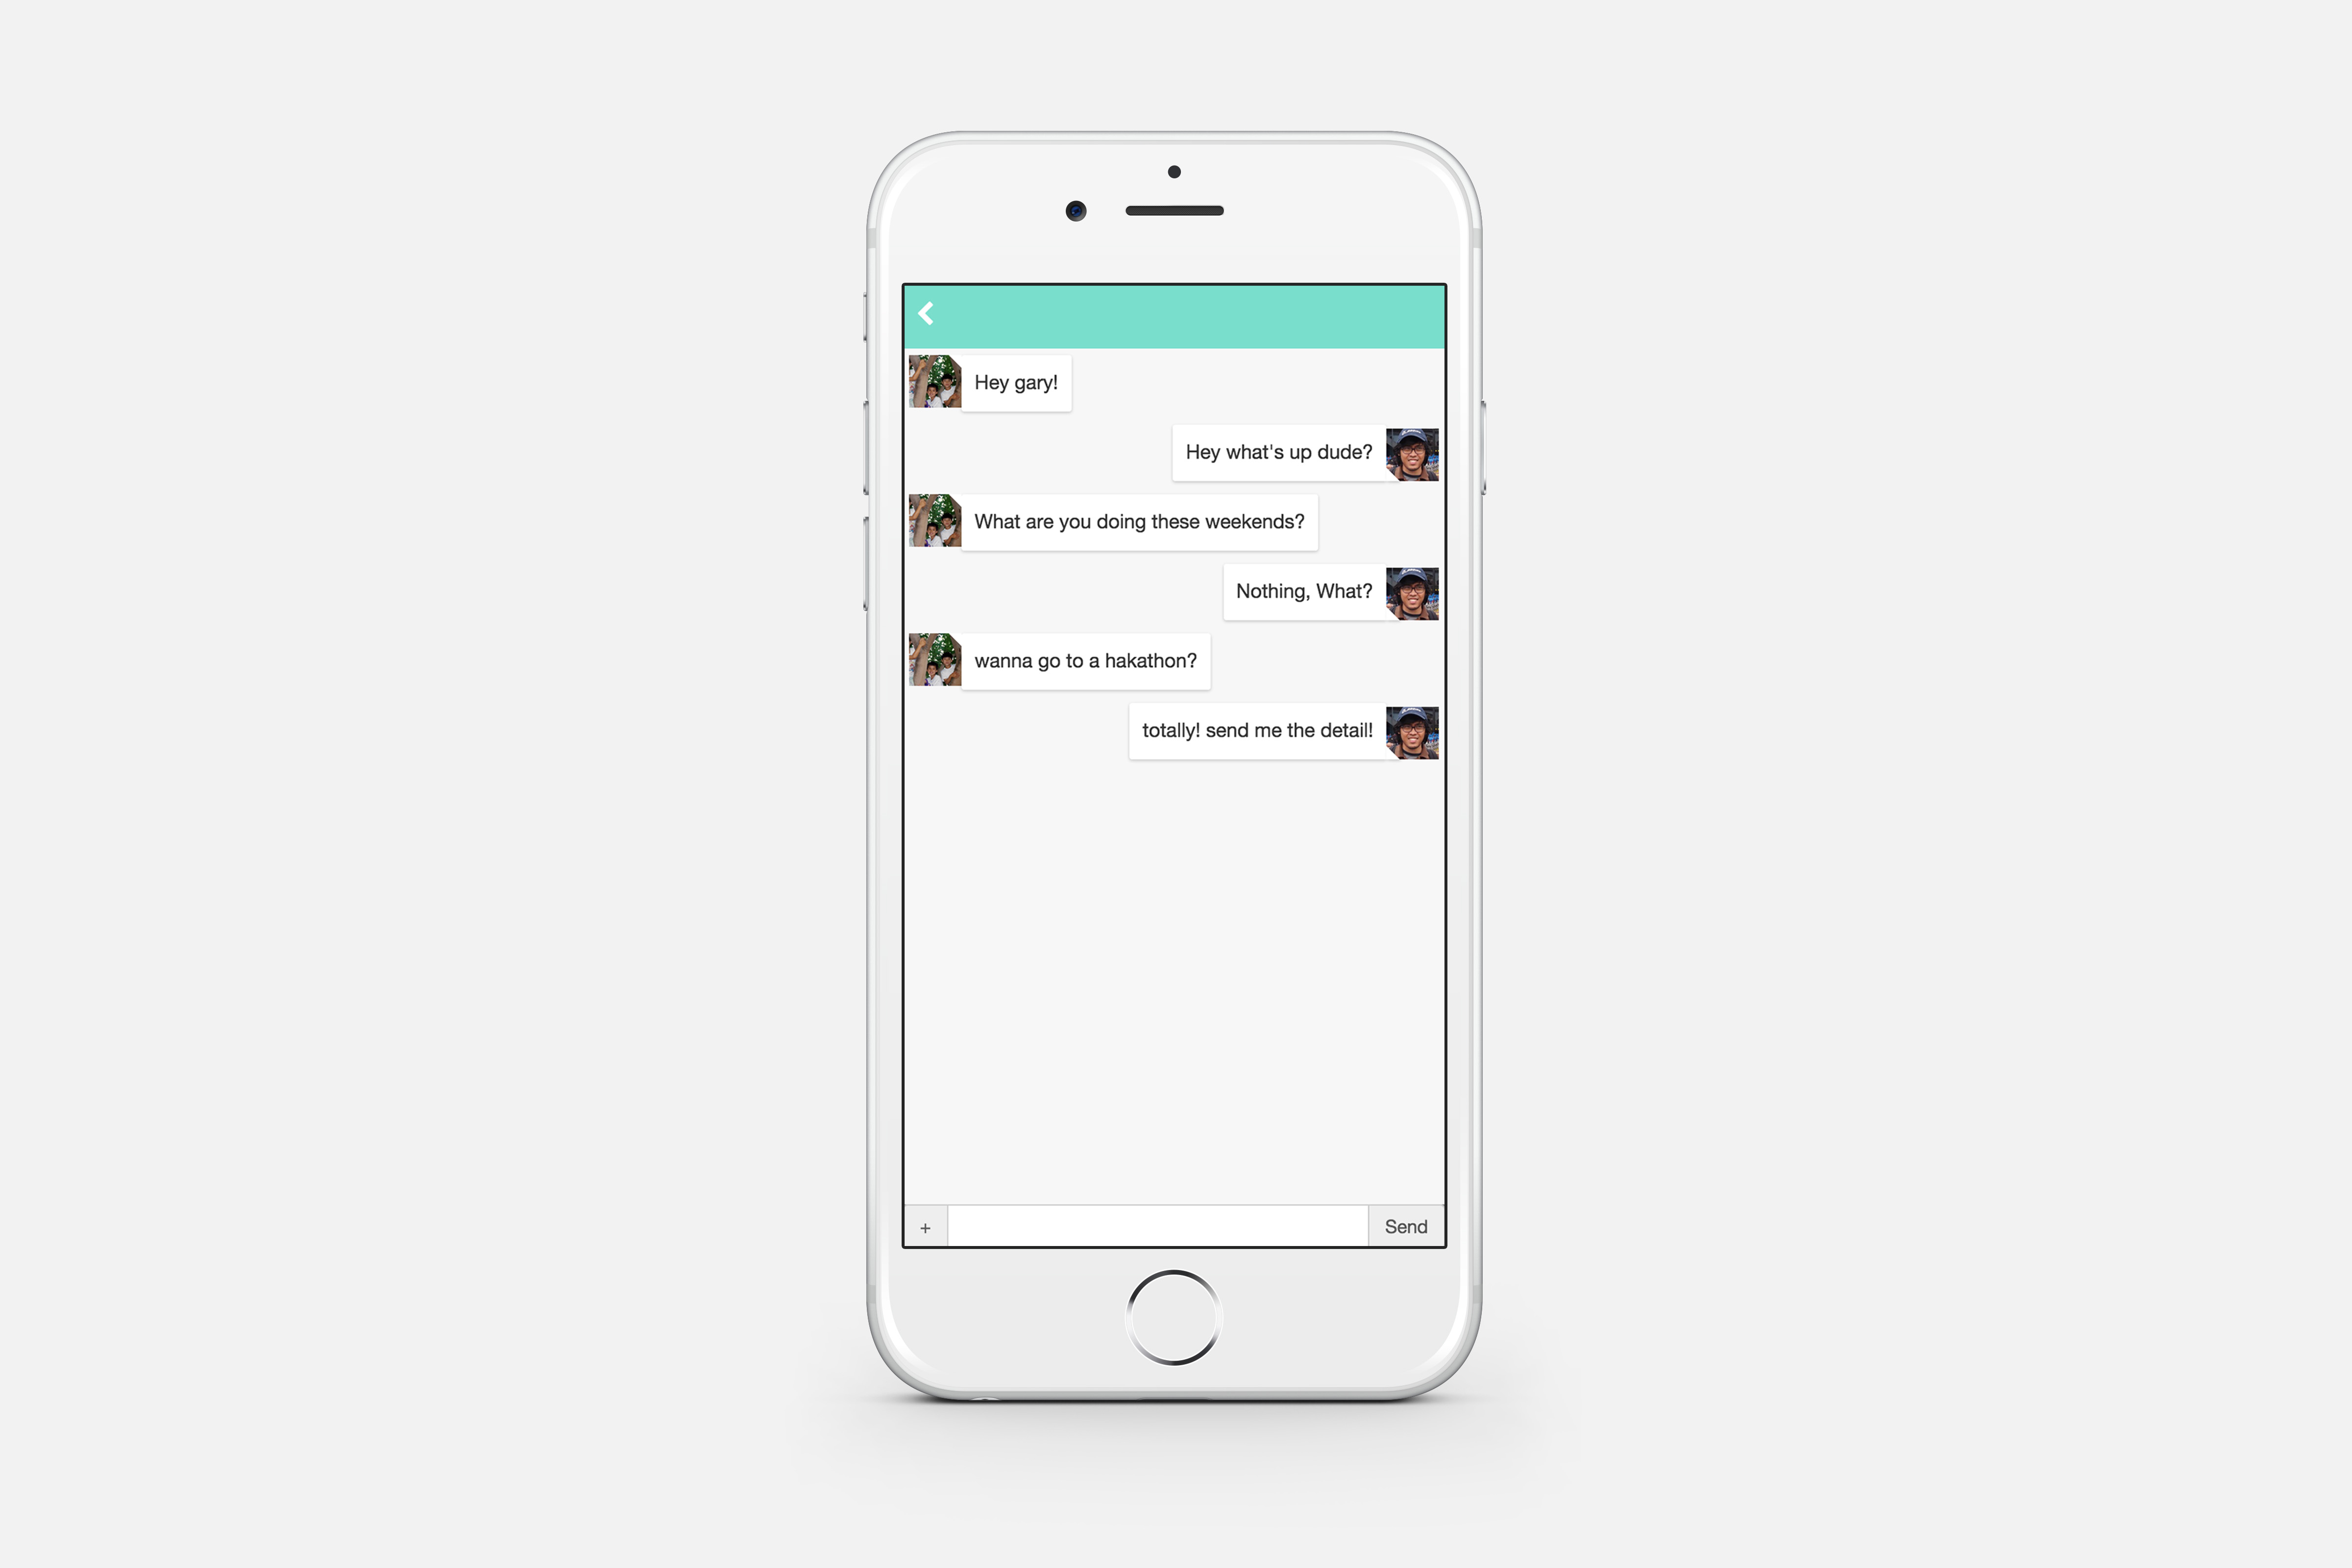 Hey gary!
Hey what's up dude?
What are you doing these weekends?
Nothing, What?
wanna go to a hakathon?
totally! send me the detail!
+
Send